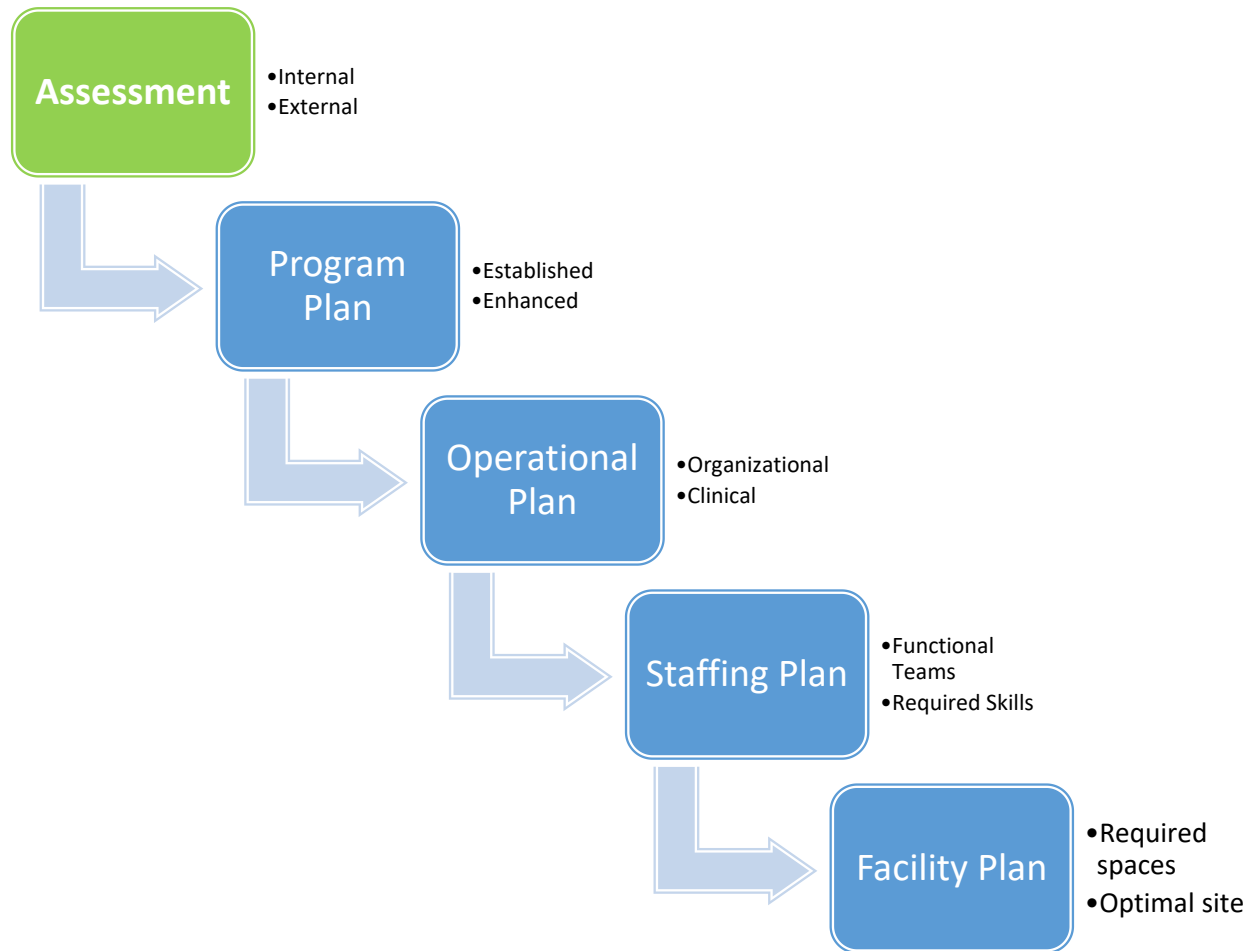 Assessment
•Internal
•External
Program
Plan
•Established
•Enhanced
Operational
Plan
•Organizational
•Clinical
Staffing Plan
•Functional
Teams
•Required Skills
Facility Plan
•Required
spaces
•Optimal site